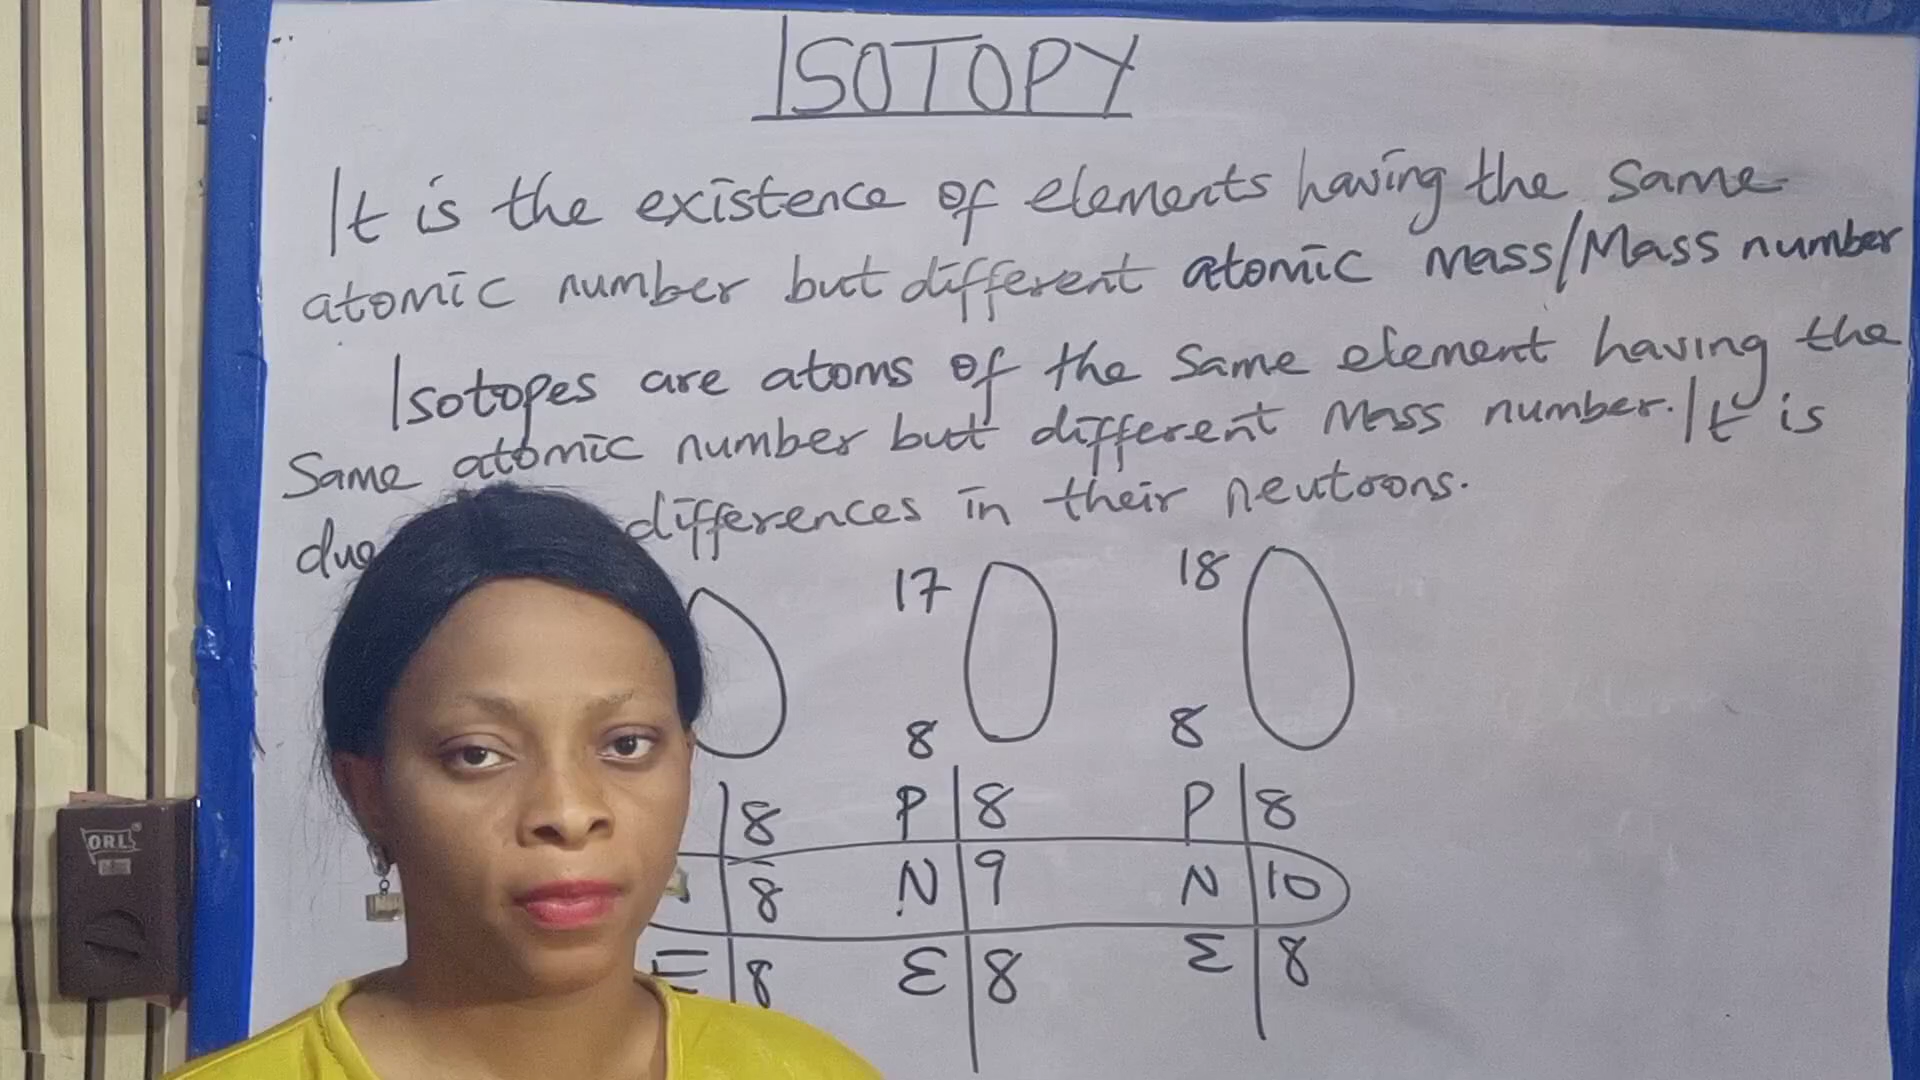 ISOTOPY
It is the existence of elements having the same
atomic number but different atomic mass/Mass number
Isotopes are atoms of the same element having the
same atomic number but different mass number. It is
due differences in their neutrons.
17 O 18 O
8 8
8 P 8 P 8
8 N 9 N 10
E 8 E 8 E 8
ORL